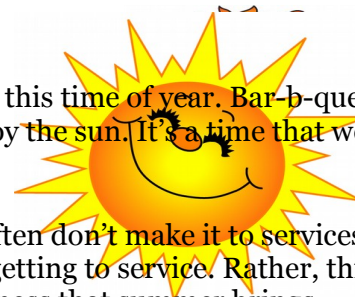 this time of year. Bar-b-que
by the sun. It's a time that we
ften don't make it to services
getting to service. Rather, th
ness that summer brings